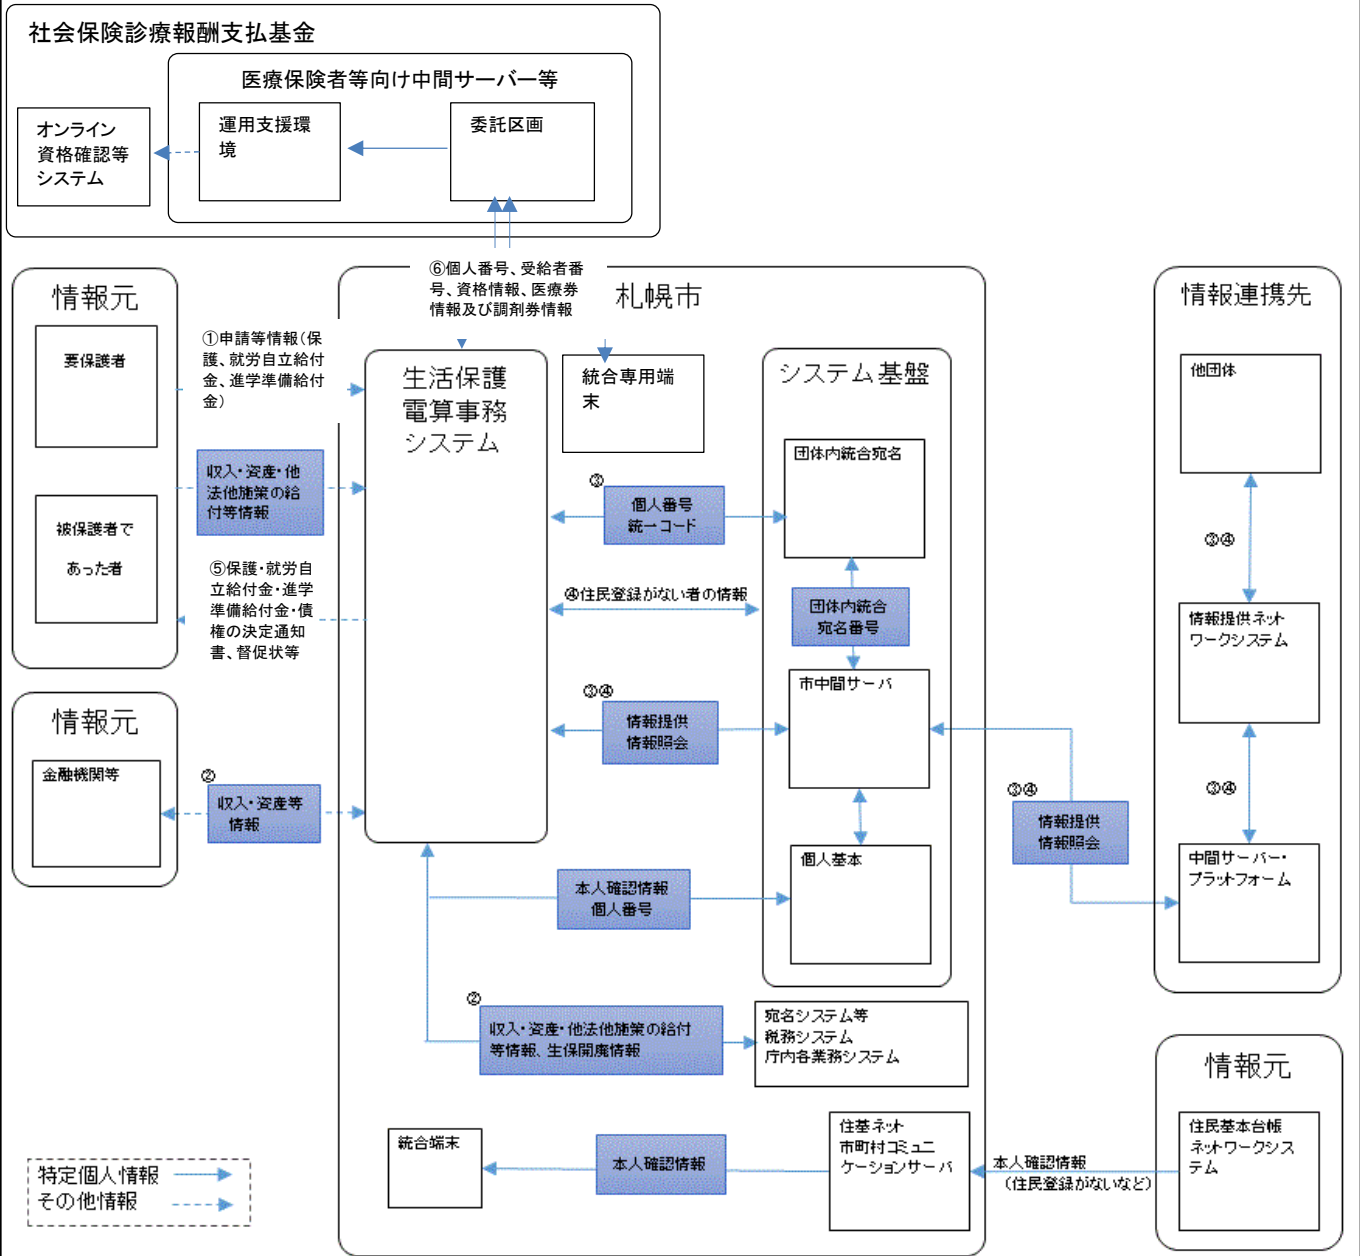 社会保険診療報酬支払基金
医療保険者等向け中間サーバー等
オンライン
資格確認等
システム
運用支援環
境
委託区画
⑥個人番号、受給者番
号、資格情報、医療券
情報及び調剤券情報
情報元
要保護者
被保護者で
あった者
①申請等情報(保
護、就労自立給付
金、進学準備給付
金)
収入・資産・他
法他施策の給
付等情報
⑤保護・就労自
立給付金・進学
準備給付金・債
権の決定通知
書、督促状等
情報元
金融機関等
②
収入・資産等
情報
札幌市
生活保護
電算事務
システム
統合専用端
末
③
個人番号
統一コード
④住民登録がない者の情報
③④
情報提供
情報照会
システム基盤
団体内統合宛名
団体内統合
宛名番号
市中間サーバ
個人基本
本人確認情報
個人番号
②
収入・資産・他法他施策の給付
等情報、生保開廃情報
宛名システム等
税務システム
庁内各業務システム
統合端末
本人確認情報
住基ネット
市町村コミュニ
ケーションサーバ
本人確認情報
(住民登録がないなど)
情報連携先
他団体
③④
情報提供ネット
ワークシステム
③④
中間サーバー・
プラットフォーム
③④
情報提供
情報照会
情報元
住民基本台帳
ネットワークシス
テム
特定個人情報
その他情報